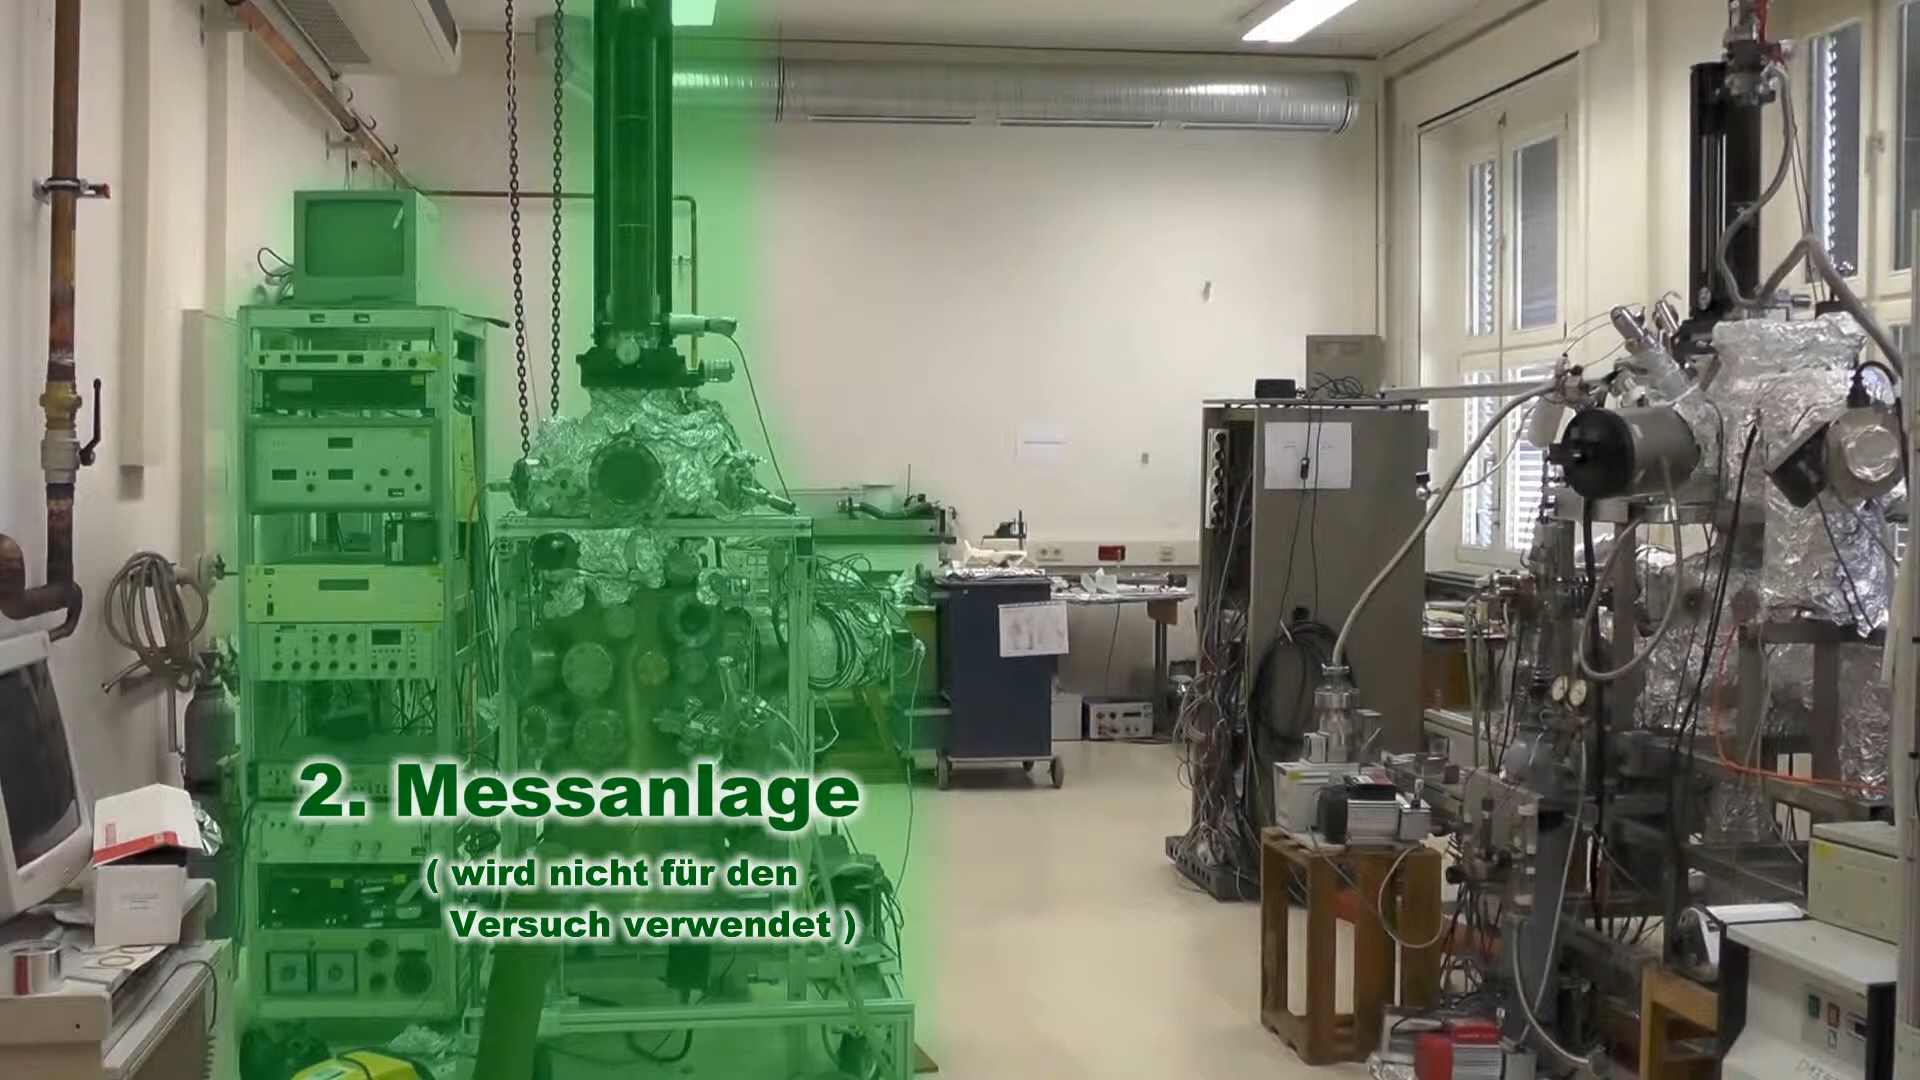 2. Messanlage
( wird nicht für den
Versuch verwendet )